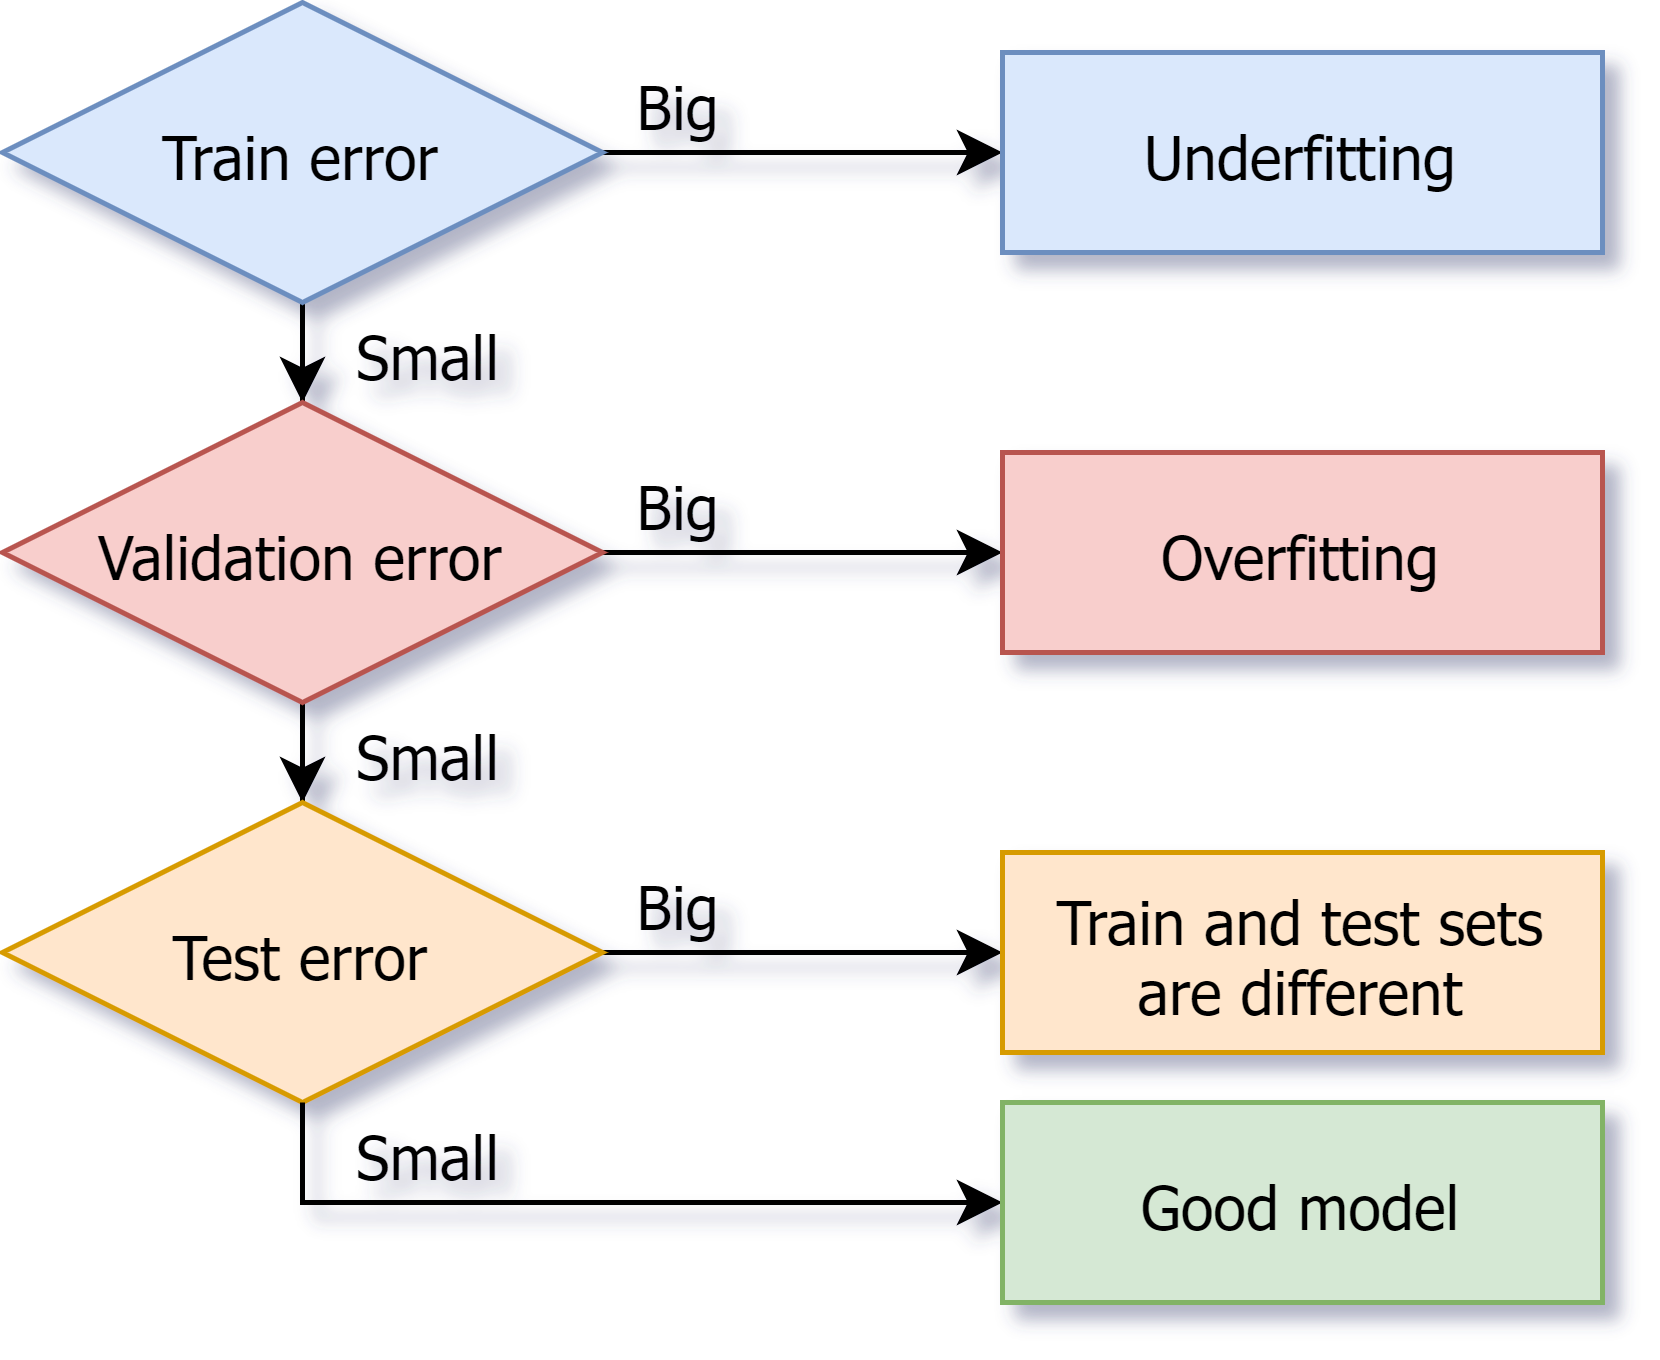 Train error
Big
Underfitting
Small
Validation error
Big
Overfitting
Small
Test error
Big
Train and test sets
are different
Small
Good model